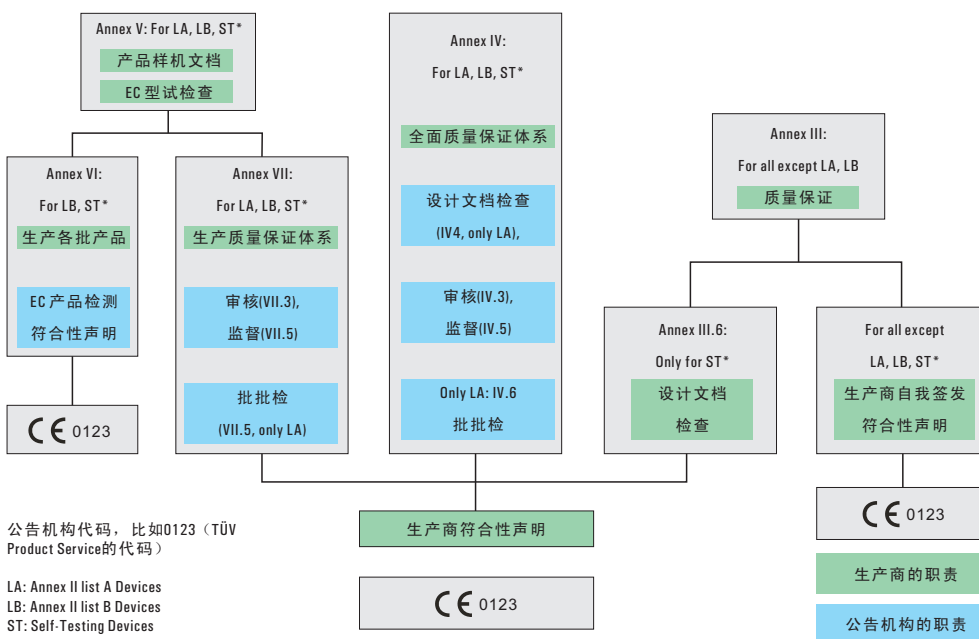 Annex V: For LA, LB, ST*
产品样机文档
EC 型试检查
Annex VI:
For LB, ST*
生产各批产品
EC 产品检测
符合性声明
CE 0123
Annex VII:
For LA, LB, ST*
生产质量保证体系
审核(VII.3),
监督(VII.5)
批批检
(VII.5, only LA)
Annex IV:
For LA, LB, ST*
全面质量保证体系
设计文档检查
(IV4, only LA),
审核(IV.3),
监督(IV.5)
Only LA: IV.6
批批检
Annex III:
For all except LA, LB
质量保证
Annex III.6:
Only for ST*
设计文档
检查
For all except
LA, LB, ST*
生产商自我签发
符合性声明
CE 0123
生产商符合性声明
CE 0123
公告机构代码，比如0123（TÜV
Product Service的代码）
LA: Annex II list A Devices
LB: Annex II list B Devices
ST: Self-Testing Devices
生产商的职责
公告机构的职责